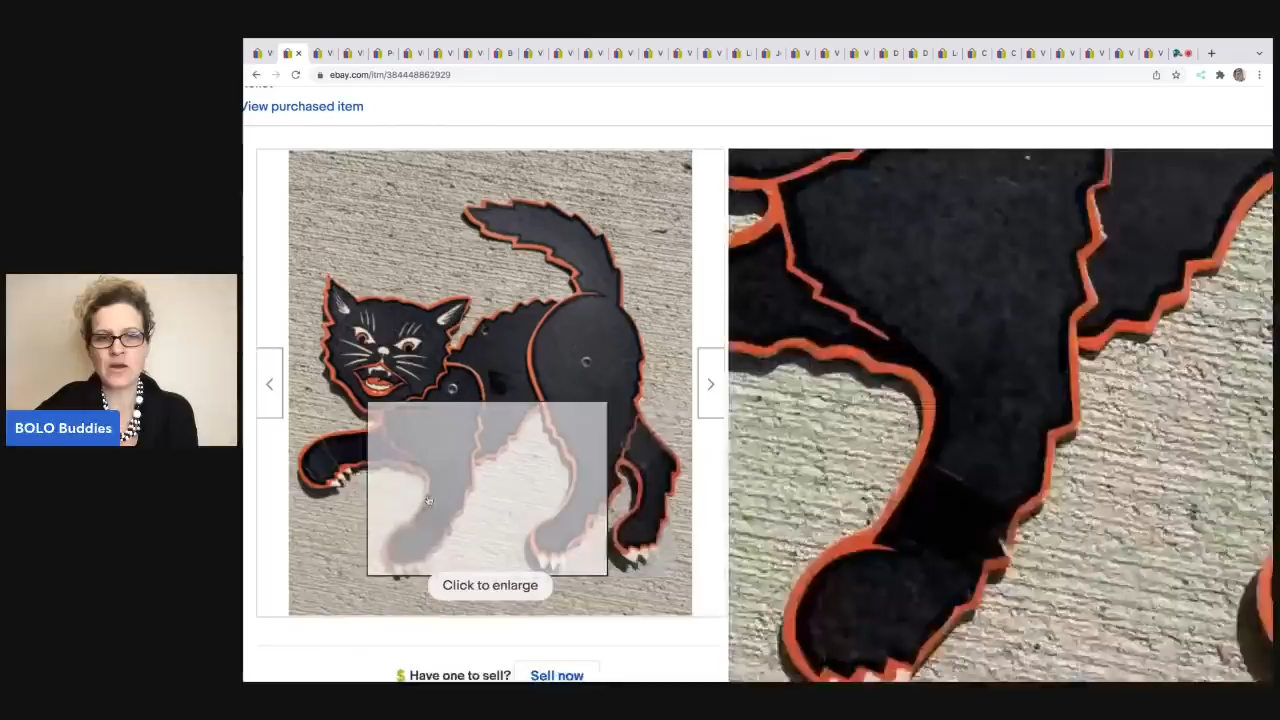 ebay.com/itm/384448862929
View purchased item
BOLO Buddies
Click to enlarge
Have one to sell?
Sell now